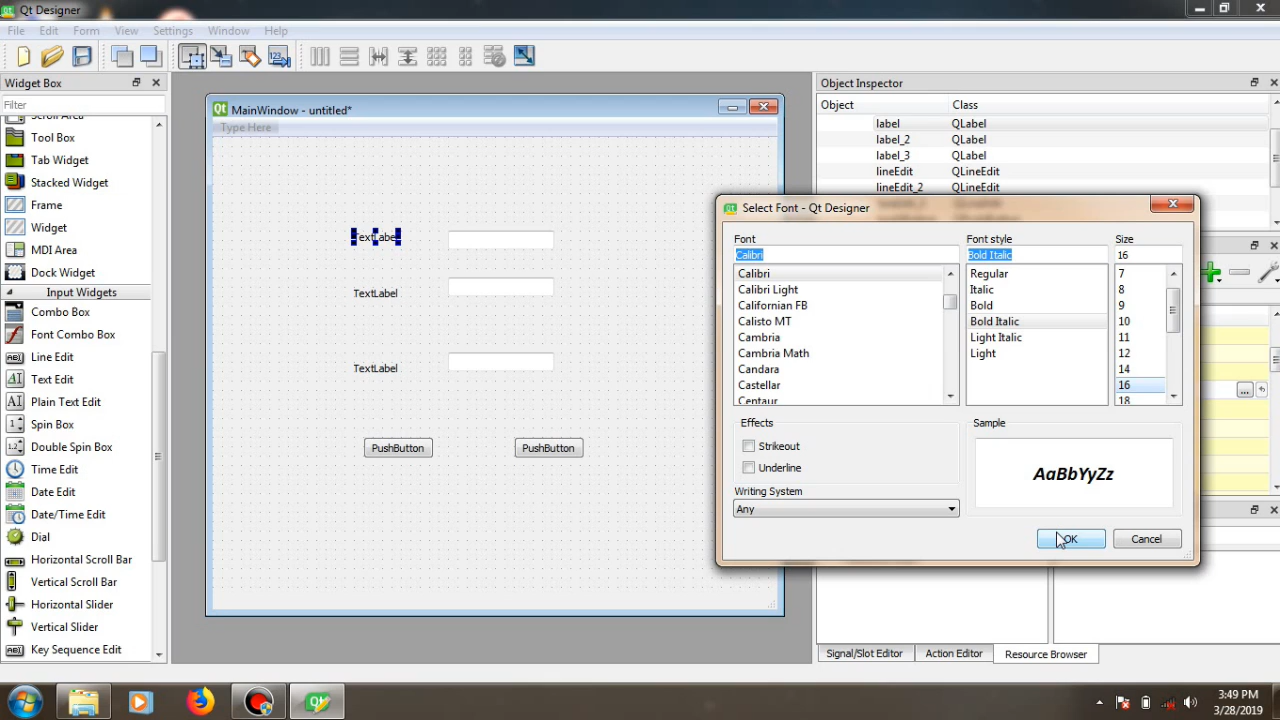 Qt Designer
File Edit Form View Settings Window Help
Widget Box
Filter
Scroll Area
Tool Box
Tab Widget
Stacked Widget
Frame
Widget
MDI Area
Dock Widget
Input Widgets
Combo Box
Font Combo Box
Line Edit
Text Edit
Plain Text Edit
Spin Box
Double Spin Box
Time Edit
Date Edit
Date/Time Edit
Dial
Horizontal Scroll Bar
Vertical Scroll Bar
Horizontal Slider
Vertical Slider
Key Sequence Edit
MainWindow - untitled*
Type Here
TextLabel
TextLabel
TextLabel
PushButton PushButton
Object Inspector
Object Class
label QLabel
label_2 QLabel
label_3 QLabel
lineEdit QLineEdit
lineEdit_2 QLineEdit
Select Font - Qt Designer
Font Font style Size
Calibri Bold Italic 16
Calibri Regular 7
Calibri Light Italic 8
Californian FB Bold 9
Calisto MT Bold Italic 10
Cambria Light Italic 11
Cambria Math Light 12
Candara 14
Castellar 16
Centaur 18
Effects Sample
Strikeout
Underline
AaBbYyZz
Writing System
Any
OK Cancel
Signal/Slot Editor Action Editor Resource Browser
3:49 PM
3/28/2019